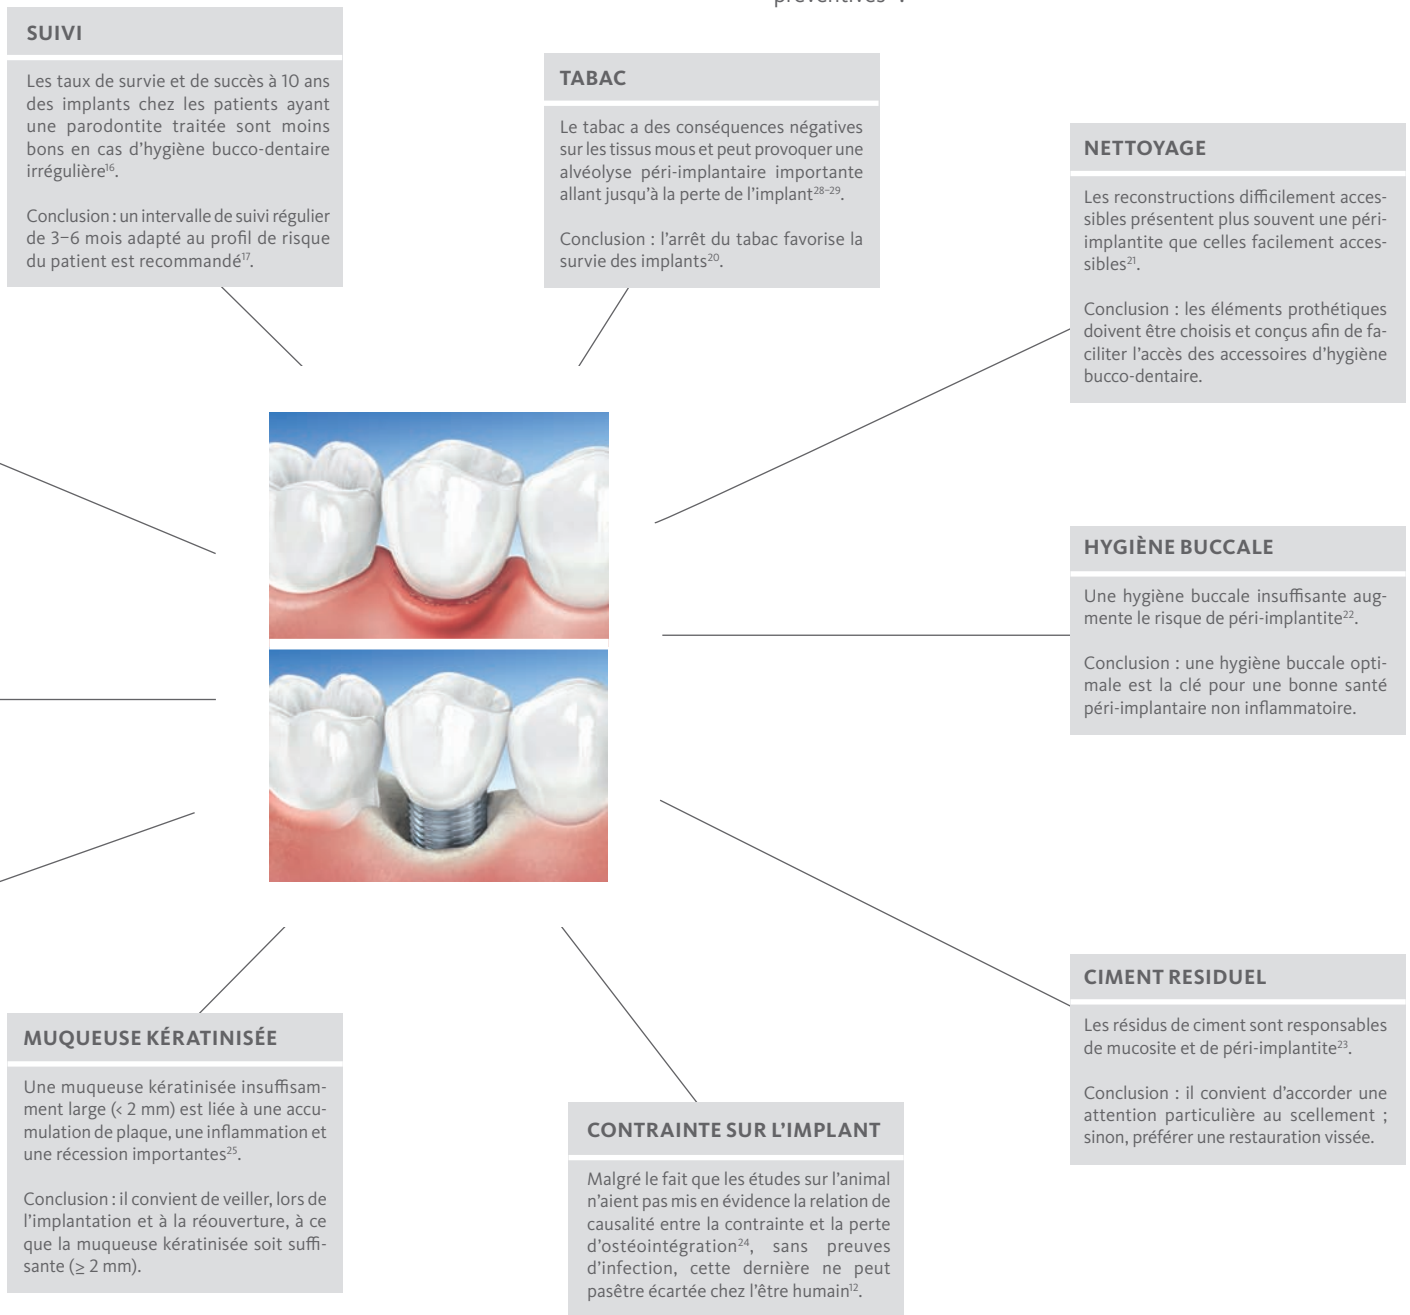 préventives
SUIVI
Les taux de survie et de succès à 10 ans
des implants chez les patients ayant
une parodontite traitée sont moins
bons en cas d'hygiène bucco-dentaire
irrégulière¹⁶.
Conclusion : un intervalle de suivi régulier
de 3–6 mois adapté au profil de risque
du patient est recommandé¹⁷.
TABAC
Le tabac a des conséquences négatives
sur les tissus mous et peut provoquer une
alvéolyse péri-implantaire importante
allant jusqu'à la perte de l'implant²⁸⁻²⁹.
Conclusion : l'arrêt du tabac favorise la
survie des implants²⁰.
NETTOYAGE
Les reconstructions difficilement acces-
sibles présentent plus souvent une péri-
implantite que celles facilement acces-
sibles²¹.
Conclusion : les éléments prothétiques
doivent être choisis et conçus afin de fa-
ciliter l'accès des accessoires d'hygiène
bucco-dentaire.
HYGIÈNE BUCCALE
Une hygiène buccale insuffisante aug-
mente le risque de péri-implantite²².
Conclusion : une hygiène buccale opti-
male est la clé pour une bonne santé
péri-implantaire non inflammatoire.
CIMENT RESIDUEL
Les résidus de ciment sont responsables
de mucosite et de péri-implantite²³.
Conclusion : il convient d'accorder une
attention particulière au scellement ;
sinon, préférer une restauration vissée.
MUQUEUSE KÉRATINISÉE
Une muqueuse kératinisée insuffisam-
ment large (< 2 mm) est liée à une accu-
mulation de plaque, une inflammation et
une récession importantes²⁵.
Conclusion : il convient de veiller, lors de
l'implantation et à la réouverture, à ce
que la muqueuse kératinisée soit suffi-
sante (≥ 2 mm).
CONTRAINTE SUR L'IMPLANT
Malgré le fait que les études sur l'animal
n'aient pas mis en évidence la relation de
causalité entre la contrainte et la perte
d'ostéointégration²⁴, sans preuves
d'infection, cette dernière ne peut
pasêtre écartée chez l'être humain¹².